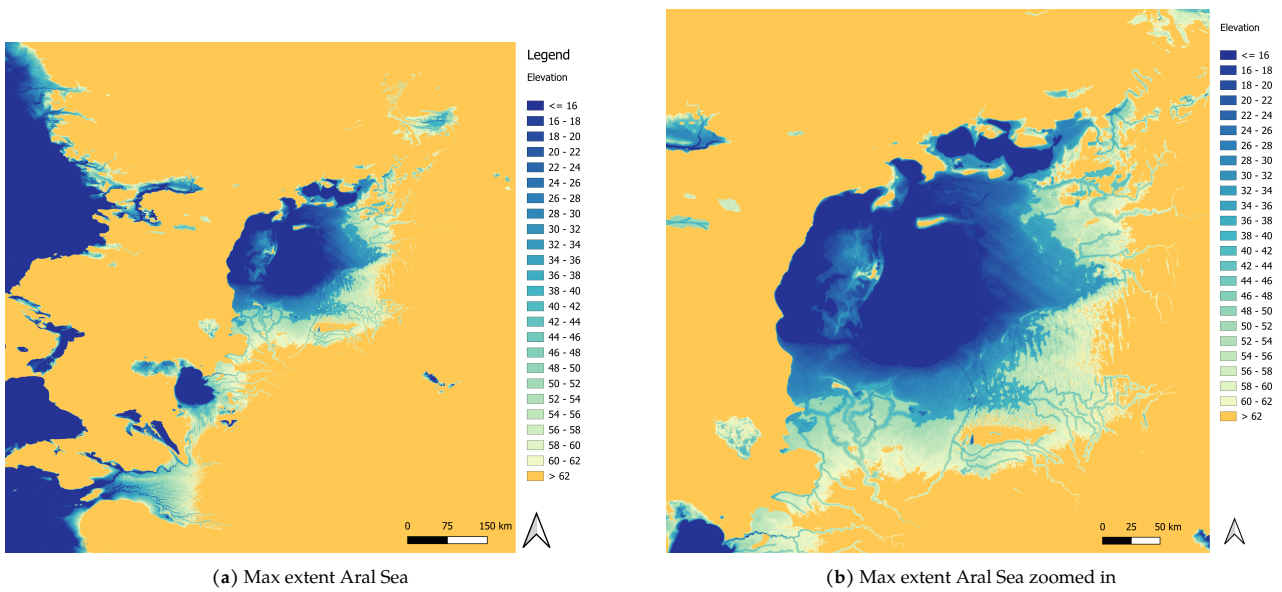 Legend
Elevation
<= 16
16 - 18
18 - 20
20 - 22
22 - 24
24 - 26
26 - 28
28 - 30
30 - 32
32 - 34
34 - 36
36 - 38
38 - 40
40 - 42
42 - 44
44 - 46
46 - 48
48 - 50
50 - 52
52 - 54
54 - 56
56 - 58
58 - 60
60 - 62
> 62
0 75 150 km
(a) Max extent Aral Sea
Elevation
<= 16
16 - 18
18 - 20
20 - 22
22 - 24
24 - 26
26 - 28
28 - 30
30 - 32
32 - 34
34 - 36
36 - 38
38 - 40
40 - 42
42 - 44
44 - 46
46 - 48
48 - 50
50 - 52
52 - 54
54 - 56
56 - 58
58 - 60
60 - 62
> 62
0 25 50 km
(b) Max extent Aral Sea zoomed in